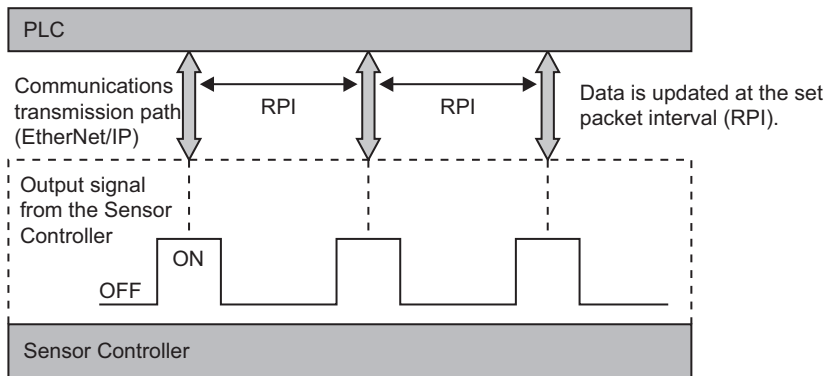 PLC
Communications
transmission path
(EtherNet/IP)
RPI
RPI
Data is updated at the set
packet interval (RPI).
Output signal
from the Sensor
Controller
ON
OFF
Sensor Controller